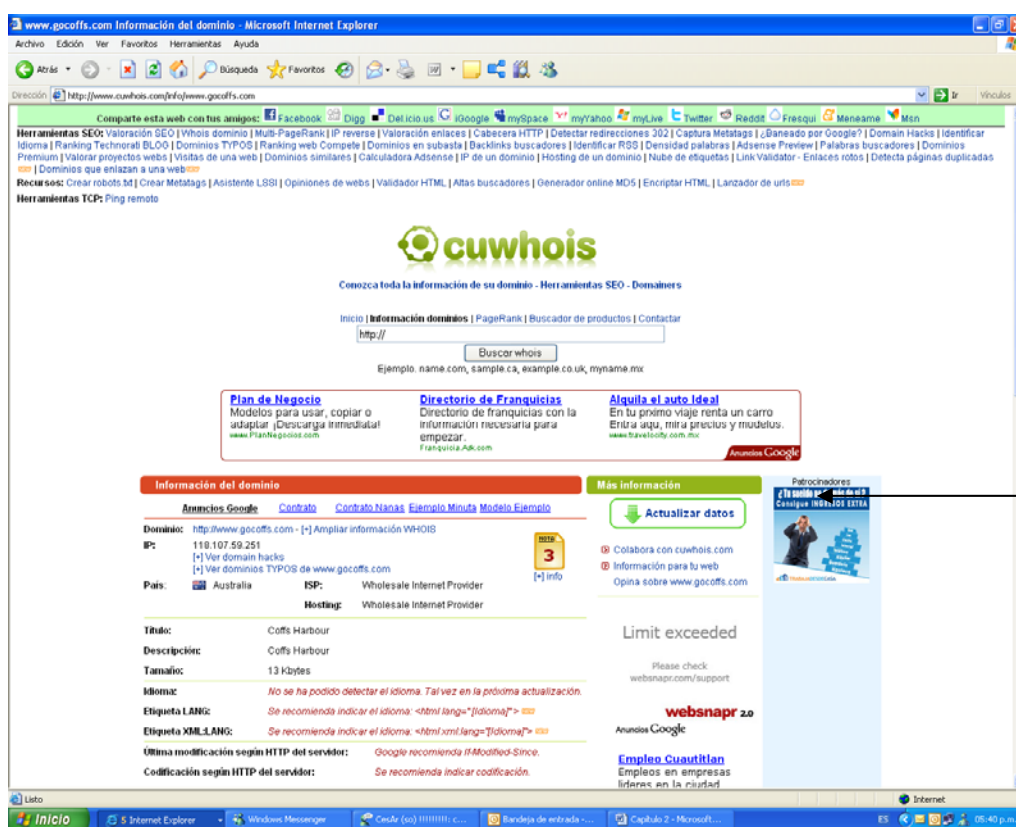 www.gocoffs.com Información del dominio - Microsoft Internet Explorer
Archivo Edición Ver Favoritos Herramientas Ayuda
Atrás Búsqueda Favoritos
Dirección http://www.cuwhois.com/info/www.gocoffs.com Ir Vínculos
Comparte esta web con tus amigos: Facebook Digg Del.icio.us iGoogle mySpace myYahoo myLive Twitter Reddit Fresqui Meneame Msn
Herramientas SEO: Valoración SEO | Whois dominio | Multi-PageRank | IP reverse | Valoración enlaces | Cabecera HTTP | Detectar redirecciones 302 | Captura Metatags | ¿Baneado por Google? | Domain Hacks | Identificar
Idioma | Ranking Technorati BLOG | Dominios TYPOS | Ranking web Compete | Dominios en subasta | Backlinks buscadores | Identificar RSS | Densidad palabras | Adsense Preview | Palabras buscadores | Dominios
Premium | Valorar proyectos webs | Visitas de una web | Dominios similares | Calculadora Adsense | IP de un dominio | Hosting de un dominio | Nube de etiquetas | Link Validator - Enlaces rotos | Detecta páginas duplicadas
| Dominios que enlazan a una web
Recursos: Crear robots.txt | Crear Metatags | Asistente LSSI | Opiniones de webs | Validador HTML | Altas buscadores | Generador online MD5 | Encriptar HTML | Lanzador de urls
Herramientas TCP: Ping remoto
cuwhois
Conozca toda la información de su dominio - Herramientas SEO - Domainers
Inicio | Información dominios | PageRank | Buscador de productos | Contactar
http://
Buscar whois
Ejemplo. name.com, sample.ca, example.co.uk, myname.mx
Plan de Negocio
Modelos para usar, copiar o
adaptar ¡Descarga Inmediata!
www.PlanNegocios.com
Directorio de Franquicias
Directorio de franquicias con la
información necesaria para
empezar.
Franquicia.Ask.com
Alquila el auto Ideal
En tu prximo viaje renta un carro
Entra aqu, mira precios y modelos.
www.travelocity.com.mx
Anuncios Google
Información del dominio
Anuncios Google Contrato Contrato Nanas Ejemplo Minuta Modelo Ejemplo
Dominio: http://www.gocoffs.com - [+] Ampliar información WHOIS
IP: 118.107.59.251
[+] Ver domain hacks
[+] Ver dominios TYPOS de www.gocoffs.com
nota
3
[+] info
País: Australia ISP: Wholesale Internet Provider
Hosting: Wholesale Internet Provider
Título: Coffs Harbour
Descripción: Coffs Harbour
Tamaño: 13 Kbytes
Idioma: No se ha podido detectar el idioma. Tal vez en la próxima actualización.
Etiqueta LANG: Se recomienda indicar el idioma: <html lang="[Idioma]">
Etiqueta XML:LANG: Se recomienda indicar el idioma: <html xml:lang="[Idioma]">
Última modificación según HTTP del servidor: Google recomienda If-Modified-Since.
Codificación según HTTP del servidor: Se recomienda indicar codificación.
Más información
Actualizar datos
Colabora con cuwhois.com
Información para tu web
Opina sobre www.gocoffs.com
Limit exceeded
Please check
websnapr.com/support
websnapr 2.0
Anuncios Google
Empleo Cuautitlan
Empleos en empresas
lideres en la ciudad
Patrocinadores
Consigue INGRESOS EXTRA
Listo Internet
Inicio 5 Internet Explorer Windows Messenger CesAr (so) !!!!!!!!!: c... Bandeja de entrada -... Capítulo 2 - Microsoft... ES 05:40 p.m.